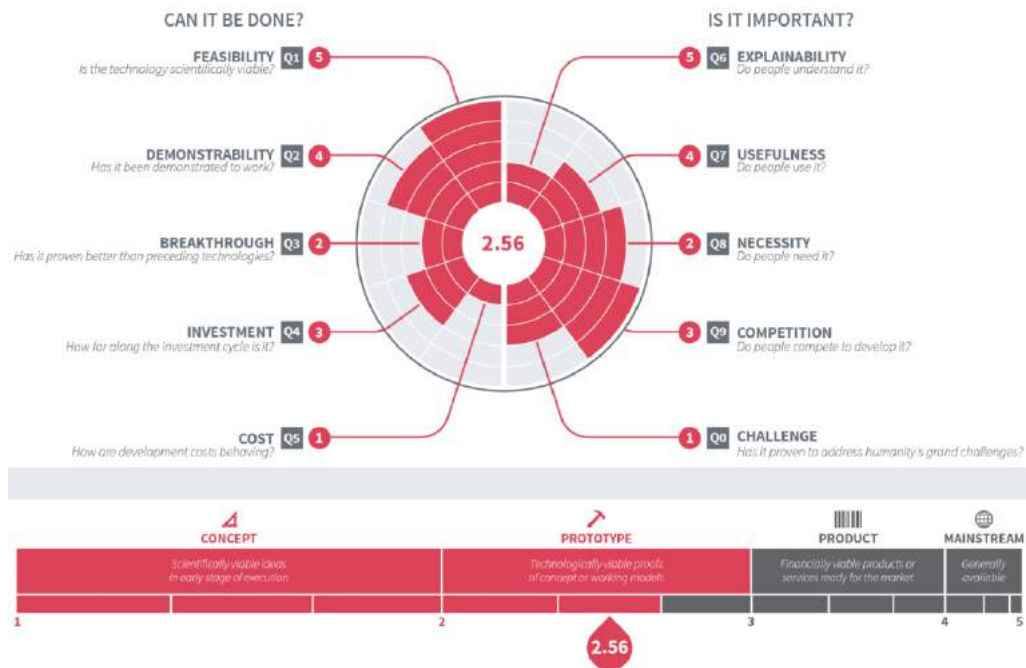 CAN IT BE DONE?
FEASIBILITY Q1 5
Is the technology scientifically viable?
DEMONSTRABILITY Q2 4
Has it been demonstrated to work?
BREAKTHROUGH Q3 2
Has it proven better than preceding technologies?
INVESTMENT Q4 3
How far along the investment cycle is it?
COST Q5 1
How are development costs behaving?
2.56
IS IT IMPORTANT?
5 Q6 EXPLAINABILITY
Do people understand it?
4 Q7 USEFULNESS
Do people use it?
2 Q8 NECESSITY
Do people need it?
3 Q9 COMPETITION
Do people compete to develop it?
1 Q0 CHALLENGE
Has it proven to address humanity's grand challenges?
CONCEPT
Scientifically viable ideas
in early stage of execution
PROTOTYPE
Technologically viable proofs
of concept or working models
PRODUCT
Financially viable products or
services ready for the market
MAINSTREAM
Generally
available
1 2 3 4 5
2.56